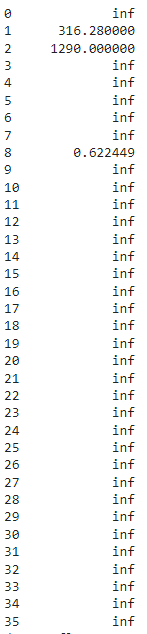 0 inf
1 316.280000
2 1290.000000
3 inf
4 inf
5 inf
6 inf
7 inf
8 0.622449
9 inf
10 inf
11 inf
12 inf
13 inf
14 inf
15 inf
16 inf
17 inf
18 inf
19 inf
20 inf
21 inf
22 inf
23 inf
24 inf
25 inf
26 inf
27 inf
28 inf
29 inf
30 inf
31 inf
32 inf
33 inf
34 inf
35 inf